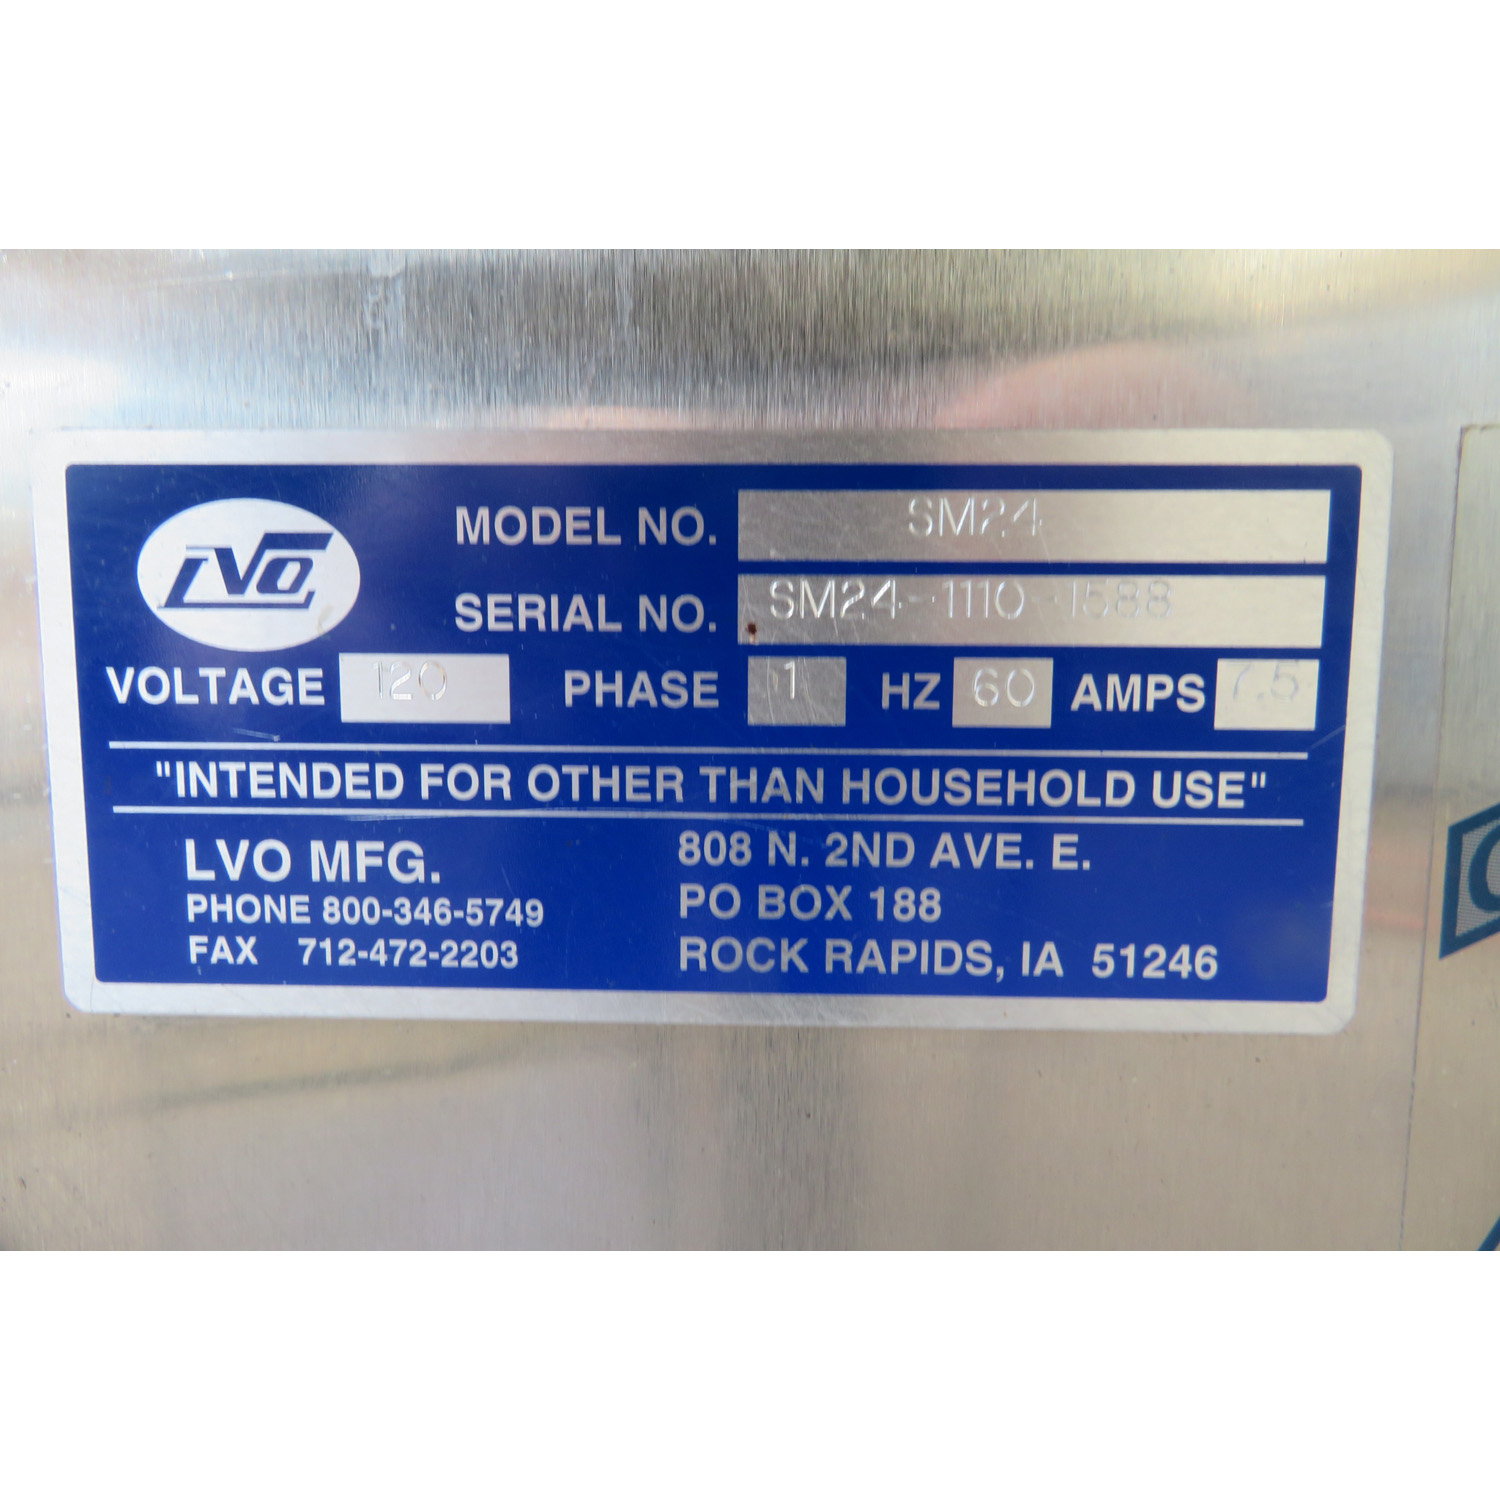 LVO
MODEL NO. SM24
SERIAL NO. SM24-1110-1588
VOLTAGE 120 PHASE 1 HZ 60 AMPS 7.5
"INTENDED FOR OTHER THAN HOUSEHOLD USE"
LVO MFG.
PHONE 800-346-5749
FAX 712-472-2203
808 N. 2ND AVE. E.
PO BOX 188
ROCK RAPIDS, IA 51246